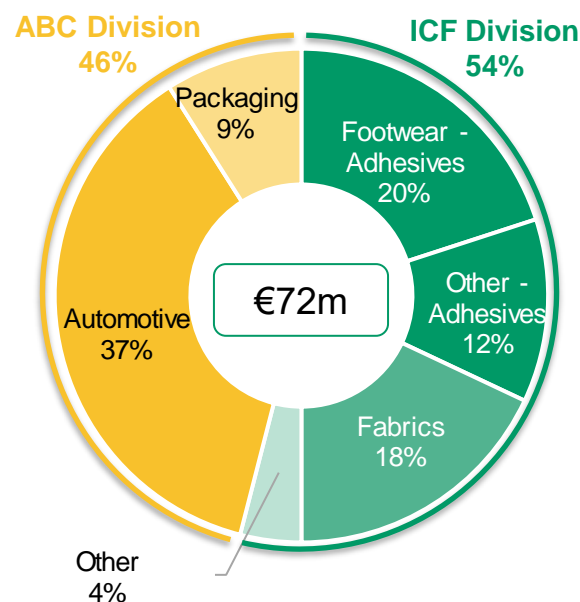 ABC Division
46%
ICF Division
54%
Packaging
9%
Footwear -
Adhesives
20%
Other -
Adhesives
12%
€72m
Automotive
37%
Fabrics
18%
Other
4%